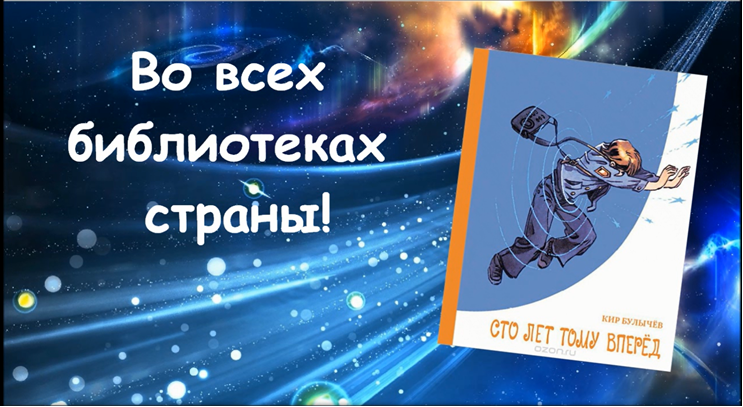 Во всех
библиотеках
страны!
КИР БУЛЫЧЁВ
СТО ЛЕТ ТОМУ ВПЕРЁД
ozon.ru